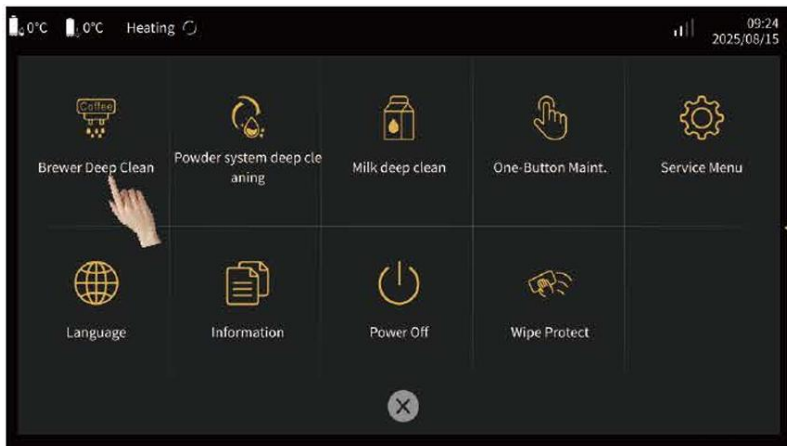 0°C 0°C Heating 09:24
2025/08/15
Coffee
Brewer Deep Clean
Powder system deep cle
aning
Milk deep clean
One-Button Maint.
Service Menu
Language
Information
Power Off
Wipe Protect